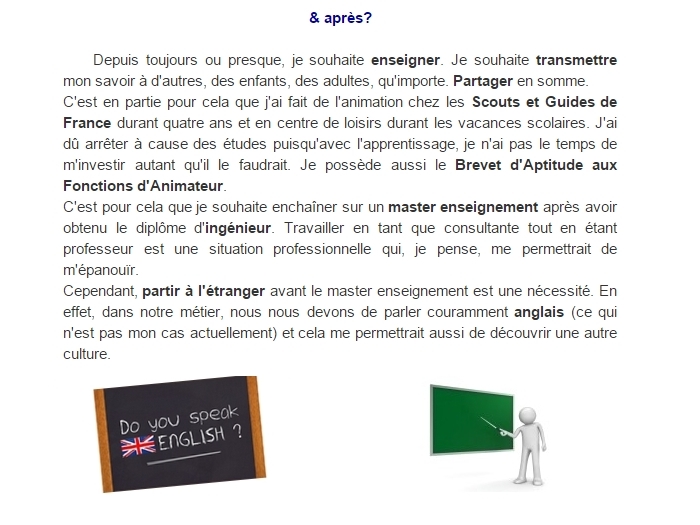 & après?
Depuis toujours ou presque, je souhaite enseigner. Je souhaite transmettre
mon savoir à d'autres, des enfants, des adultes, qu'importe. Partager en somme.
C'est en partie pour cela que j'ai fait de l'animation chez les Scouts et Guides de
France durant quatre ans et en centre de loisirs durant les vacances scolaires. J'ai
dû arrêter à cause des études puisqu'avec l'apprentissage, je n'ai pas le temps de
m'investir autant qu'il le faudrait. Je possède aussi le Brevet d'Aptitude aux
Fonctions d'Animateur.
C'est pour cela que je souhaite enchaîner sur un master enseignement après avoir
obtenu le diplôme d'ingénieur. Travailler en tant que consultante tout en étant
professeur est une situation professionnelle qui, je pense, me permettrait de
m'épanouïr.
Cependant, partir à l'étranger avant le master enseignement est une nécessité. En
effet, dans notre métier, nous nous devons de parler couramment anglais (ce qui
n'est pas mon cas actuellement) et cela me permettrait aussi de découvrir une autre
culture.
Do you speak
ENGLISH ?